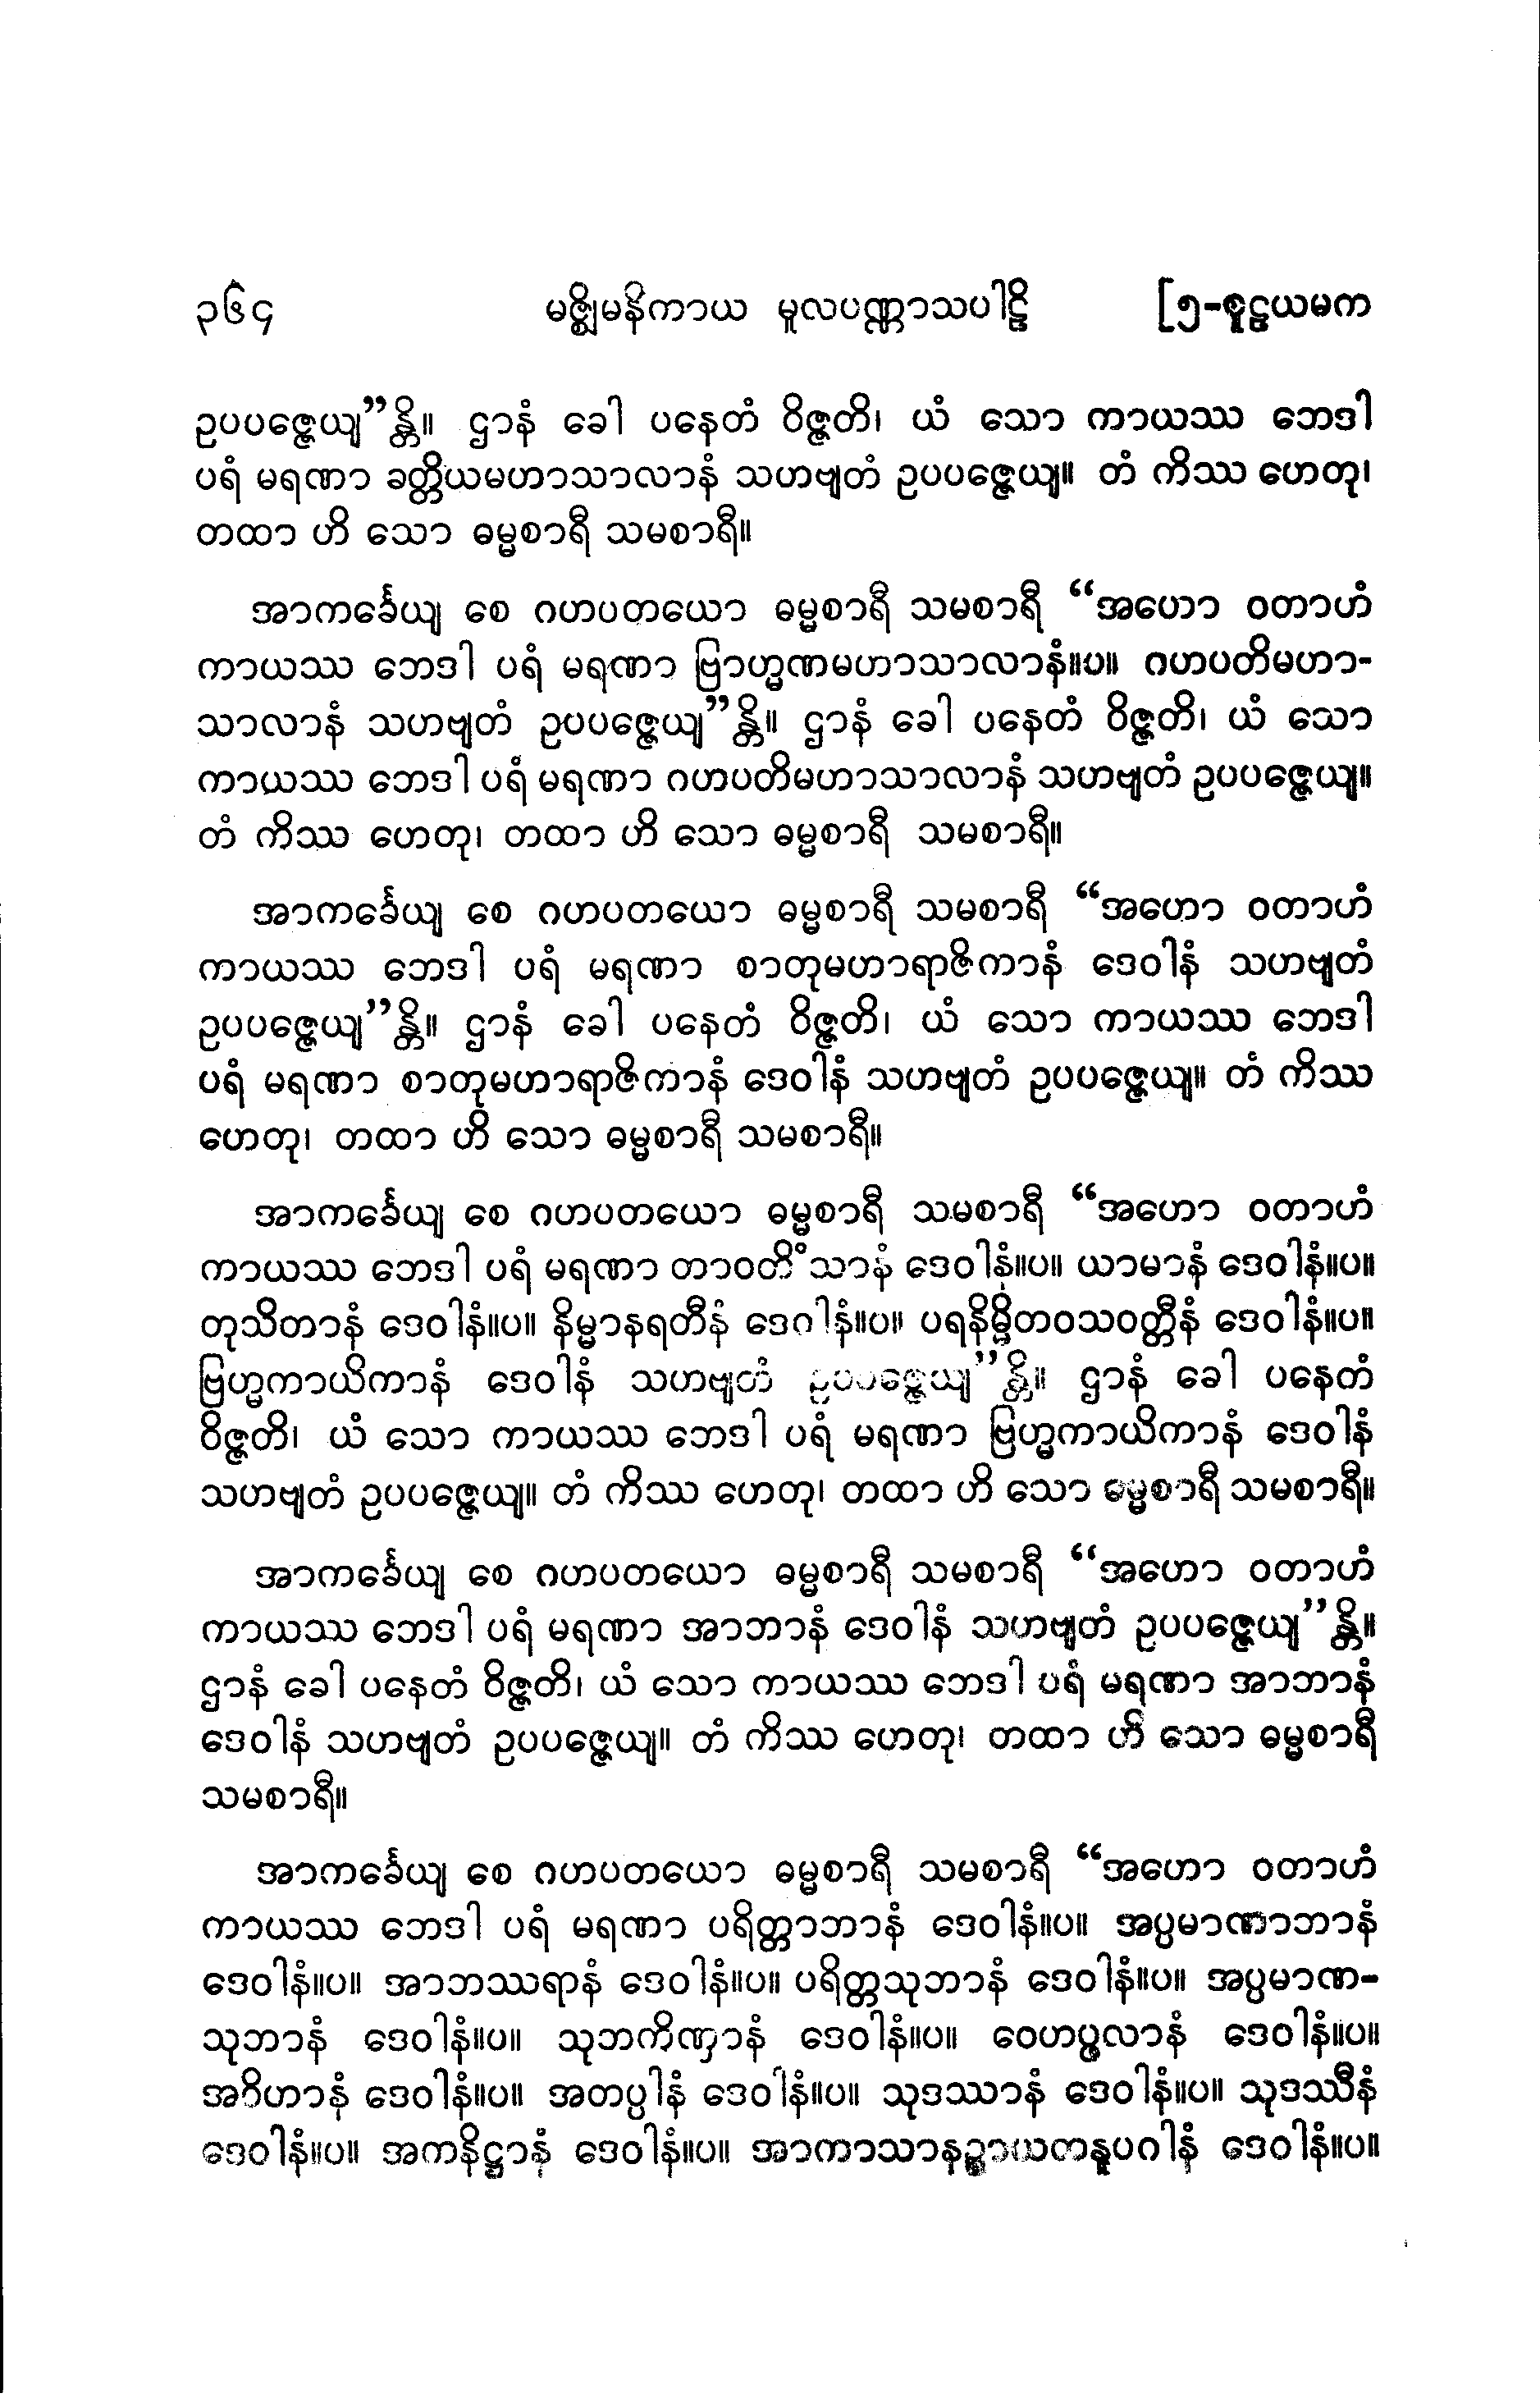 ၃၆၄ မဇ္ဈိမနိကာယ မူလပဏ္ဏာသပါဠိ [၅-စူဠယမက
ဥပပဇ္ဇေယျ”န္တိ။ ဌာနံ ခေါ ပနေတံ ဝိဇ္ဇတိ၊ ယံ သော ကာယဿ ဘေဒါ
ပရံ မရဏာ ခတ္တိယမဟာသာလာနံ သဟဗျတံ ဥပပဇ္ဇေယျ။ တံ ကိဿ ဟေတု၊
တထာ ဟိ သော ဓမ္မစာရီ သမစာရီ။
အာကင်္ခေယျ စေ ဂဟပတယော ဓမ္မစာရီ သမစာရီ “အဟော ဝတာဟံ
ကာယဿ ဘေဒါ ပရံ မရဏာ ဗြာဟ္မဏမဟာသာလာနံ။ပ။ ဂဟပတိမဟာ-
သာလာနံ သဟဗျတံ ဥပပဇ္ဇေယျ”န္တိ။ ဌာနံ ခေါ ပနေတံ ဝိဇ္ဇတိ၊ ယံ သော
ကာယဿ ဘေဒါ ပရံ မရဏာ ဂဟပတိမဟာသာလာနံ သဟဗျတံ ဥပပဇ္ဇေယျ။
တံ ကိဿ ဟေတု၊ တထာ ဟိ သော ဓမ္မစာရီ သမစာရီ။
အာကင်္ခေယျ စေ ဂဟပတယော ဓမ္မစာရီ သမစာရီ “အဟော ဝတာဟံ
ကာယဿ ဘေဒါ ပရံ မရဏာ စာတုမဟာရာဇိကာနံ ဒေဝါနံ သဟဗျတံ
ဥပပဇ္ဇေယျ”န္တိ။ ဌာနံ ခေါ ပနေတံ ဝိဇ္ဇတိ၊ ယံ သော ကာယဿ ဘေဒါ
ပရံ မရဏာ စာတုမဟာရာဇိကာနံ ဒေဝါနံ သဟဗျတံ ဥပပဇ္ဇေယျ။ တံ ကိဿ
ဟေတု၊ တထာ ဟိ သော ဓမ္မစာရီ သမစာရီ။
အာကင်္ခေယျ စေ ဂဟပတယော ဓမ္မစာရီ သမစာရီ “အဟော ဝတာဟံ
ကာယဿ ဘေဒါ ပရံ မရဏာ တာဝတိံသာနံ ဒေဝါနံ။ပ။ ယာမာနံ ဒေဝါနံ။ပ။
တုသိတာနံ ဒေဝါနံ။ပ။ နိမ္မာနရတီနံ ဒေဝါနံ။ပ။ ပရနိမ္မိတဝသဝတ္တီနံ ဒေဝါနံ။ပ။
ဗြဟ္မကာယိကာနံ ဒေဝါနံ သဟဗျတံ ဥပပဇ္ဇေယျ”န္တိ။ ဌာနံ ခေါ ပနေတံ
ဝိဇ္ဇတိ၊ ယံ သော ကာယဿ ဘေဒါ ပရံ မရဏာ ဗြဟ္မကာယိကာနံ ဒေဝါနံ
သဟဗျတံ ဥပပဇ္ဇေယျ။ တံ ကိဿ ဟေတု၊ တထာ ဟိ သော ဓမ္မစာရီ သမစာရီ။
အာကင်္ခေယျ စေ ဂဟပတယော ဓမ္မစာရီ သမစာရီ “အဟော ဝတာဟံ
ကာယဿ ဘေဒါ ပရံ မရဏာ အာဘာနံ ဒေဝါနံ သဟဗျတံ ဥပပဇ္ဇေယျ”န္တိ။
ဌာနံ ခေါ ပနေတံ ဝိဇ္ဇတိ၊ ယံ သော ကာယဿ ဘေဒါ ပရံ မရဏာ အာဘာနံ
ဒေဝါနံ သဟဗျတံ ဥပပဇ္ဇေယျ။ တံ ကိဿ ဟေတု၊ တထာ ဟိ သော ဓမ္မစာရီ
သမစာရီ။
အာကင်္ခေယျ စေ ဂဟပတယော ဓမ္မစာရီ သမစာရီ “အဟော ဝတာဟံ
ကာယဿ ဘေဒါ ပရံ မရဏာ ပရိတ္တာဘာနံ ဒေဝါနံ။ပ။ အပ္ပမာဏာဘာနံ
ဒေဝါနံ။ပ။ အာဘဿရာနံ ဒေဝါနံ။ပ။ ပရိတ္တသုဘာနံ ဒေဝါနံ။ပ။ အပ္ပမာဏ-
သုဘာနံ ဒေဝါနံ။ပ။ သုဘကိဏှာနံ ဒေဝါနံ။ပ။ ဝေဟပ္ဖလာနံ ဒေဝါနံ။ပ။
အဝိဟာနံ ဒေဝါနံ။ပ။ အတပ္ပါနံ ဒေဝါနံ။ပ။ သုဒဿာနံ ဒေဝါနံ။ပ။ သုဒဿီနံ
ဒေဝါနံ။ပ။ အကနိဋ္ဌာနံ ဒေဝါနံ။ပ။ အာကာသာနဉ္စာယတနူပဂါနံ ဒေဝါနံ။ပ။